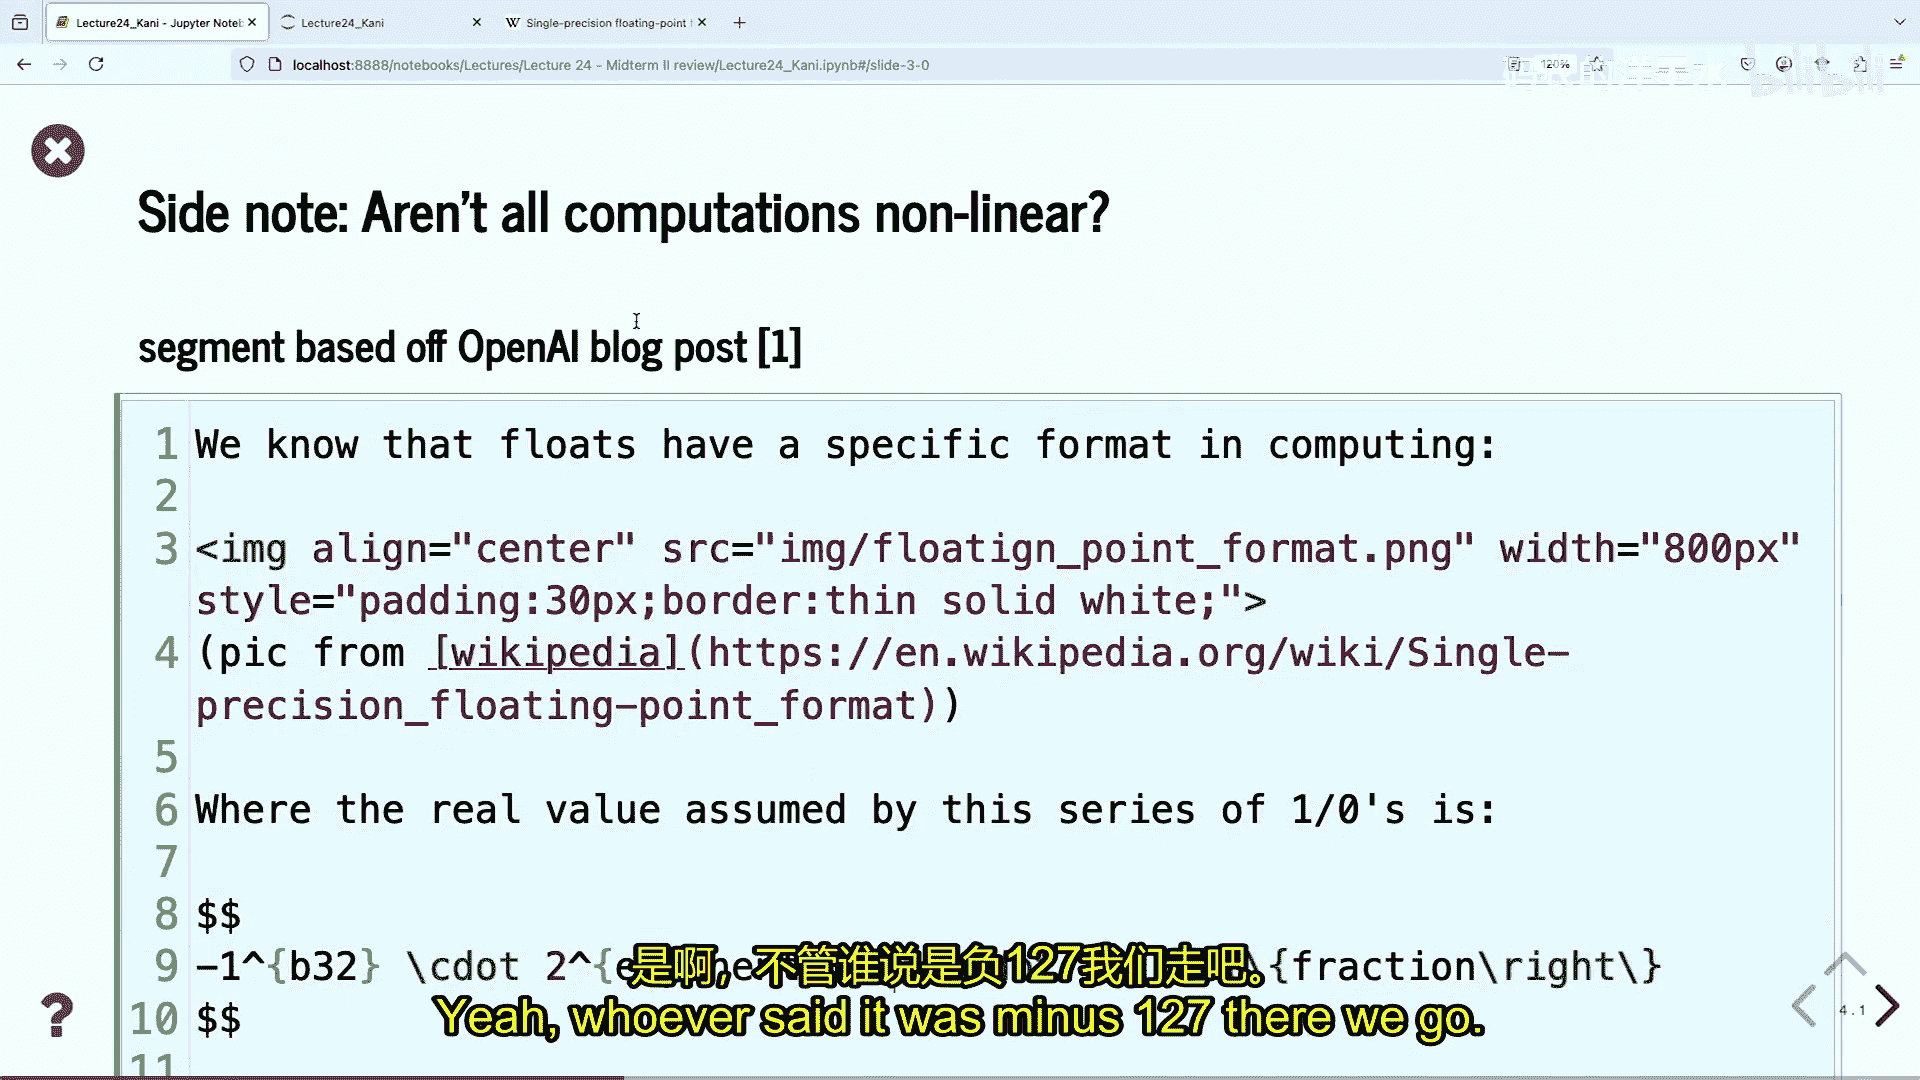 Lecture24_Kani - Jupyter Noteb
Lecture24_Kani
W Single-precision floating-point f
localhost:8888/notebooks/Lectures/Lecture 24 - Midterm II review/Lecture24_Kani.ipynb#/slide-3-0
120%
bilibili
Side note: Aren't all computations non-linear?
segment based off OpenAI blog post [1]
1 We know that floats have a specific format in computing:
2
3 <img align="center" src="img/floatign_point_format.png" width="800px"
style="padding:30px;border:thin solid white;">
4 (pic from [wikipedia](https://en.wikipedia.org/wiki/Single-
precision_floating-point_format))
5
6 Where the real value assumed by this series of 1/0's is:
7
8 $$
9 -1^{b32} \cdot 2^{e \{fraction\right\}
是啊，不管谁说是负127我们走吧。
10 $$
Yeah, whoever said it was minus 127 there we go.
11
4.1
?